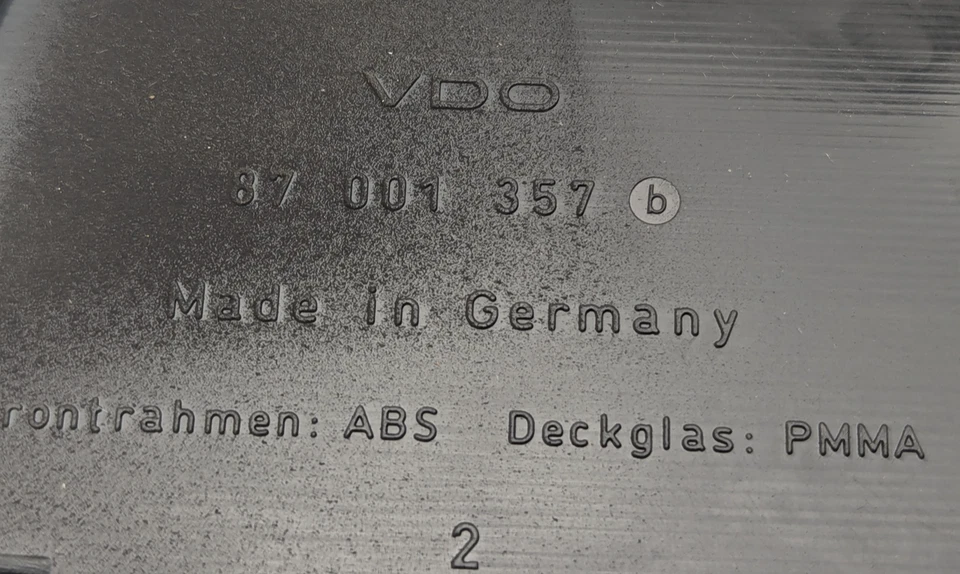 VDO
87 001 357 b
Made in Germany
rontrahmen: ABS Deckglas: PMMA
2